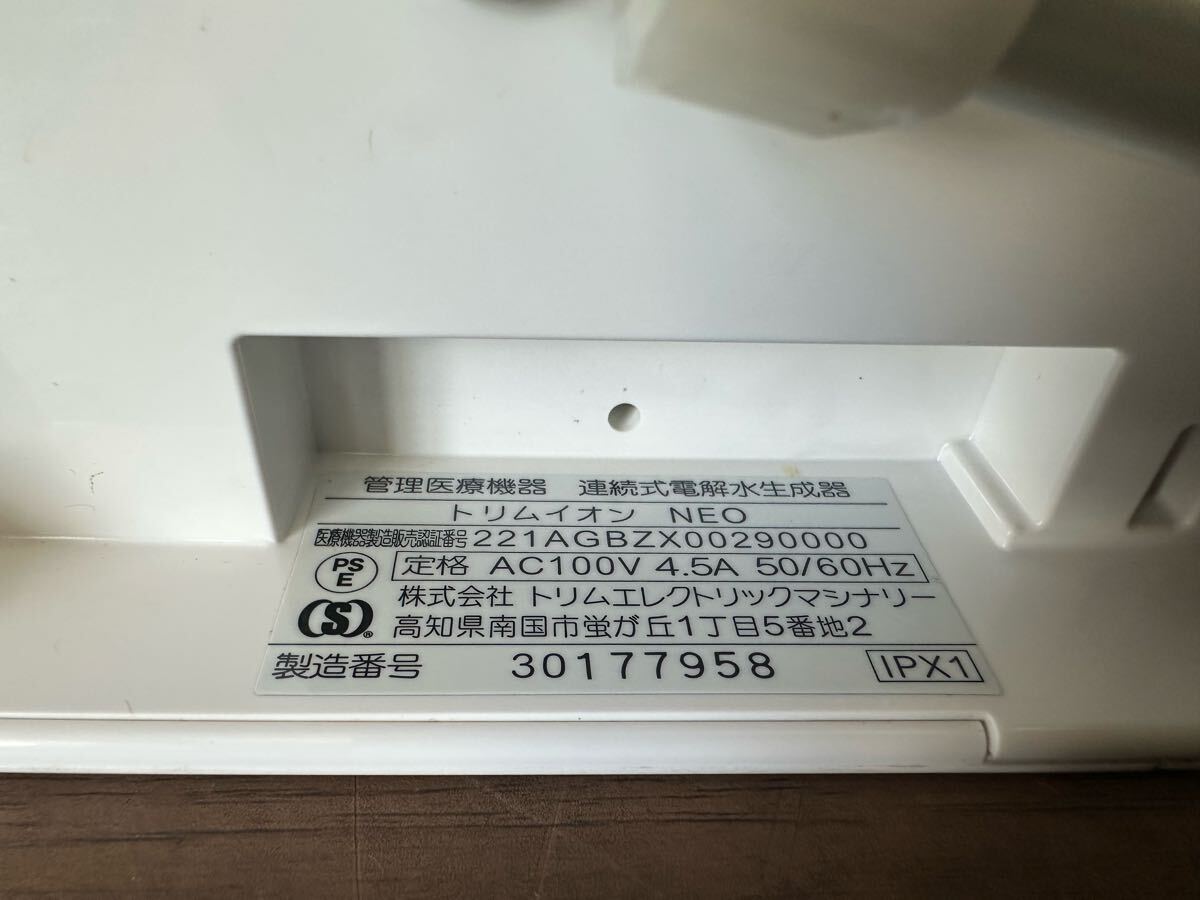 管理医療機器 連続式電解水生成器
トリムイオン NEO
医療機器製造販売認証番号 221AGBZX00290000
PSE 定格 AC100V 4.5A 50/60Hz
株式会社 トリムエレクトリックマシナリー
S® 高知県南国市蛍が丘1丁目5番地2
製造番号 30177958 IPX1